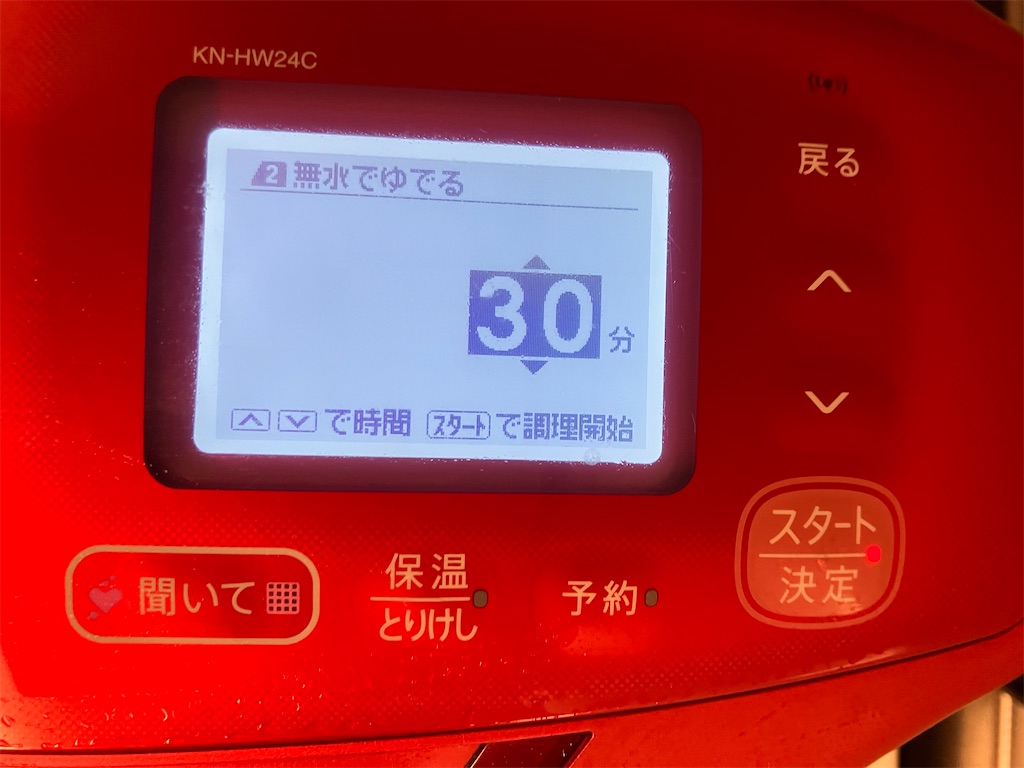 KN-HW24C
2 無水でゆでる
30分
で時間 スタートで調理開始
戻る
スタート
決定
聞いて
保温
とりけし
予約